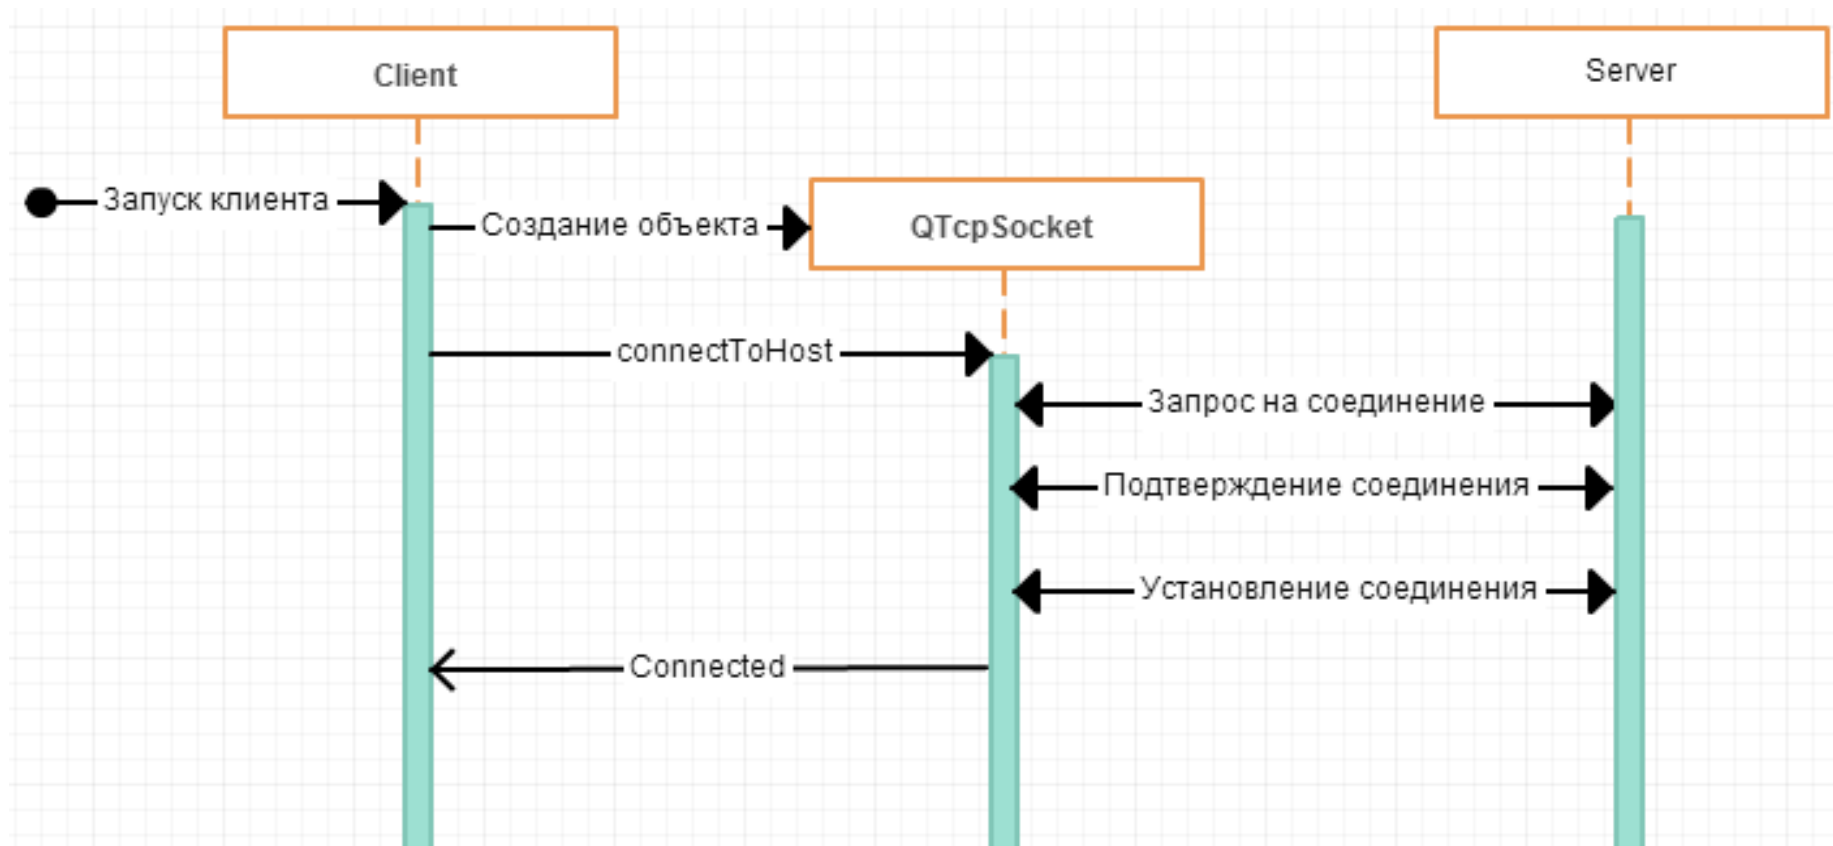 Client
Server
Запуск клиента
Создание объекта
QTcpSocket
connectToHost
Запрос на соединение
Подтверждение соединения
Установление соединения
Connected